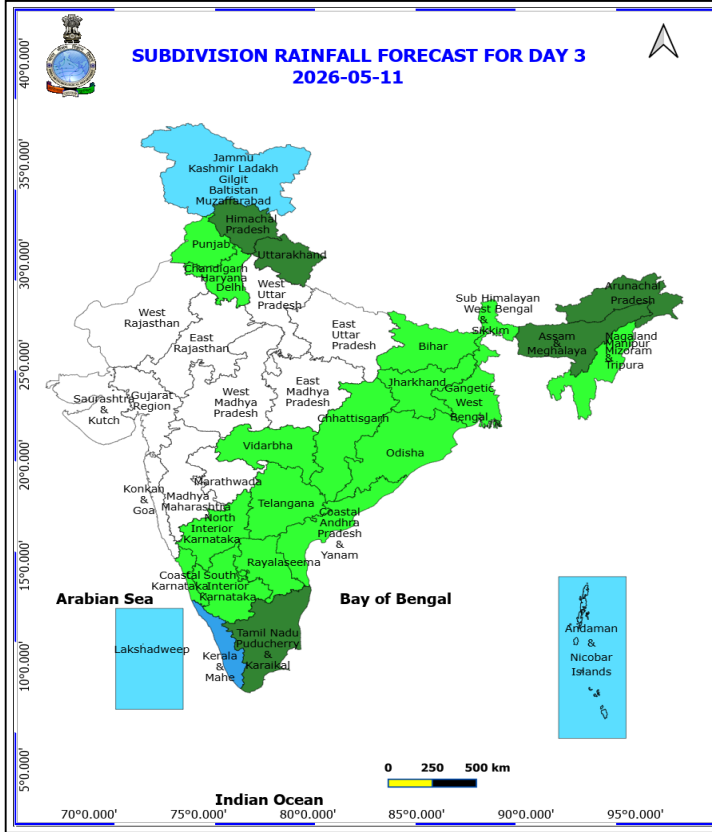 SUBDIVISION RAINFALL FORECAST FOR DAY 3
2026-05-11
40°0.000'
35°0.000'
30°0.000'
25°0.000'
20°0.000'
15°0.000'
10°0.000'
5°0.000'
Jammu
Kashmir Ladakh
Gilgit
Baltistan
Muzaffarabad
Himachal
Pradesh
Punjab
Uttarakhand
Chandigarh
Haryana
Delhi
West
Uttar
Pradesh
West
Rajasthan
East
Rajasthan
East
Uttar
Pradesh
Sub Himalayan
West Bengal
&
Sikkim
Arunachal
Pradesh
Assam
&
Meghalaya
Nagaland
Manipur
Mizoram
&
Tripura
Bihar
Jharkhand
Gangetic
West
Bengal
Saurashtra
&
Kutch
Gujarat
Region
West
Madhya
Pradesh
East
Madhya
Pradesh
Chhattisgarh
Odisha
Vidarbha
Marathwada
Konkan
&
Goa
Madhya
Maharashtra
North
Interior
Karnataka
Telangana
Coastal
Andhra
Pradesh
&
Yanam
Rayalaseema
Coastal
Karnataka
South
Interior
Karnataka
Arabian Sea
Bay of Bengal
Lakshadweep
Kerala
&
Mahe
Tamil Nadu
Puducherry
&
Karaikal
Andaman
&
Nicobar
Islands
0 250 500 km
Indian Ocean
70°0.000' 75°0.000' 80°0.000' 85°0.000' 90°0.000' 95°0.000'